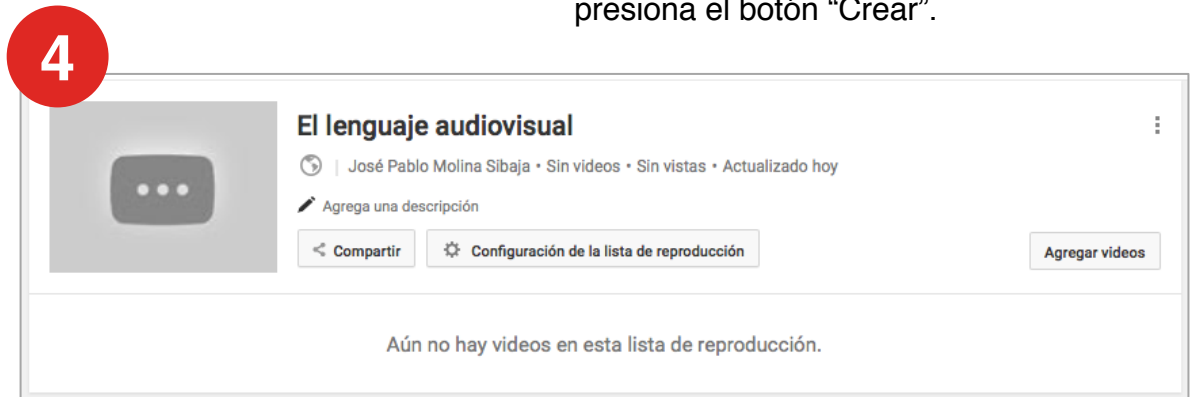 presiona el botón “Crear”.
4
El lenguaje audiovisual
José Pablo Molina Sibaja • Sin videos • Sin vistas • Actualizado hoy
Agrega una descripción
Compartir Configuración de la lista de reproducción Agregar videos
Aún no hay videos en esta lista de reproducción.